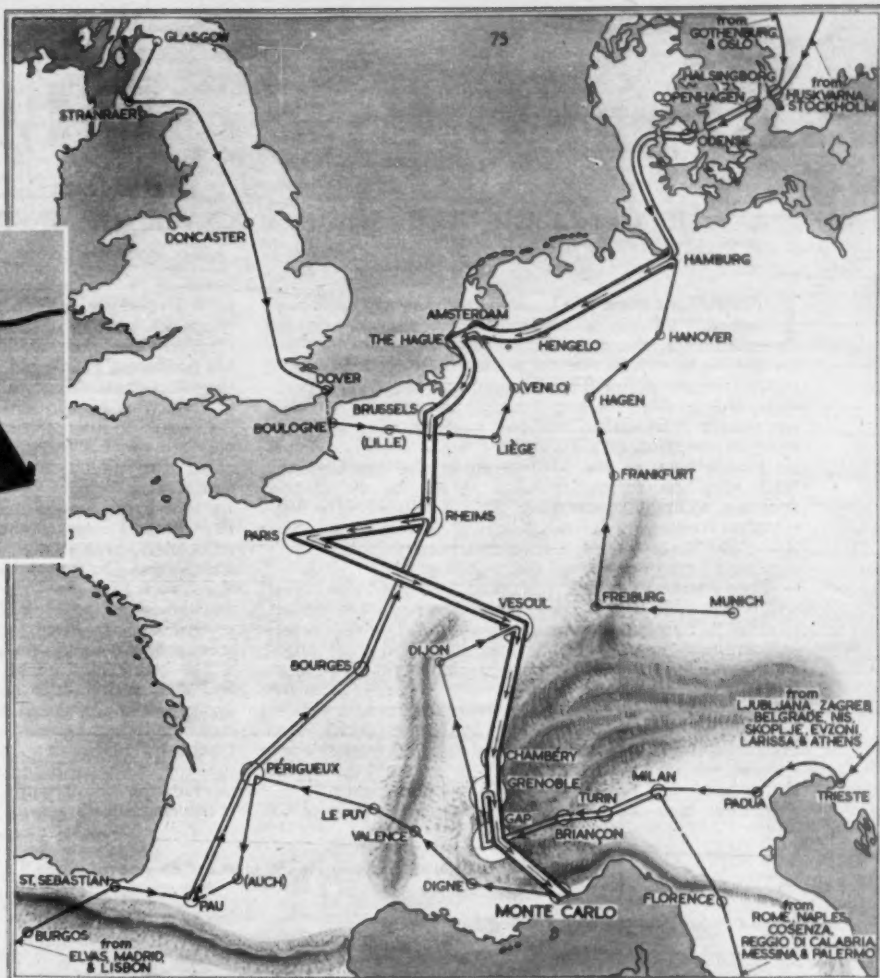 GLASGOW
75
from
GOTHENBURG,
& OSLO
HALSINGBORG
from
HUSKVARNA,
STOCKHOLM
COPENHAGEN
STRANRAER
ODENSE
DONCASTER
HAMBURG
AMSTERDAM
THE HAGUE
HENGELO
HANOVER
DOVER
(VENLO)
HAGEN
BRUSSELS
BOULOGNE
(LILLE)
LIÈGE
FRANKFURT
RHEIMS
PARIS
VESOUL
FREIBURG
MUNICH
DIJON
BOURGES
from
LJUBLJANA, ZAGREB,
BELGRADE, NIS,
SKOPLJE, EVZONI,
LARISSA, & ATHENS
CHAMBÉRY
PÉRIGUEUX
GRENOBLE
MILAN
TURIN
PADUA
TRIESTE
LE PUY
GAP
BRIANÇON
VALENCE
ST. SEBASTIAN
(AUCH)
DIGNE
PAU
FLORENCE
MONTE CARLO
BURGOS
from
ELVAS, MADRID,
& LISBON
from
ROME, NAPLES,
COSENZA,
REGGIO DI CALABRIA,
MESSINA, & PALERMO